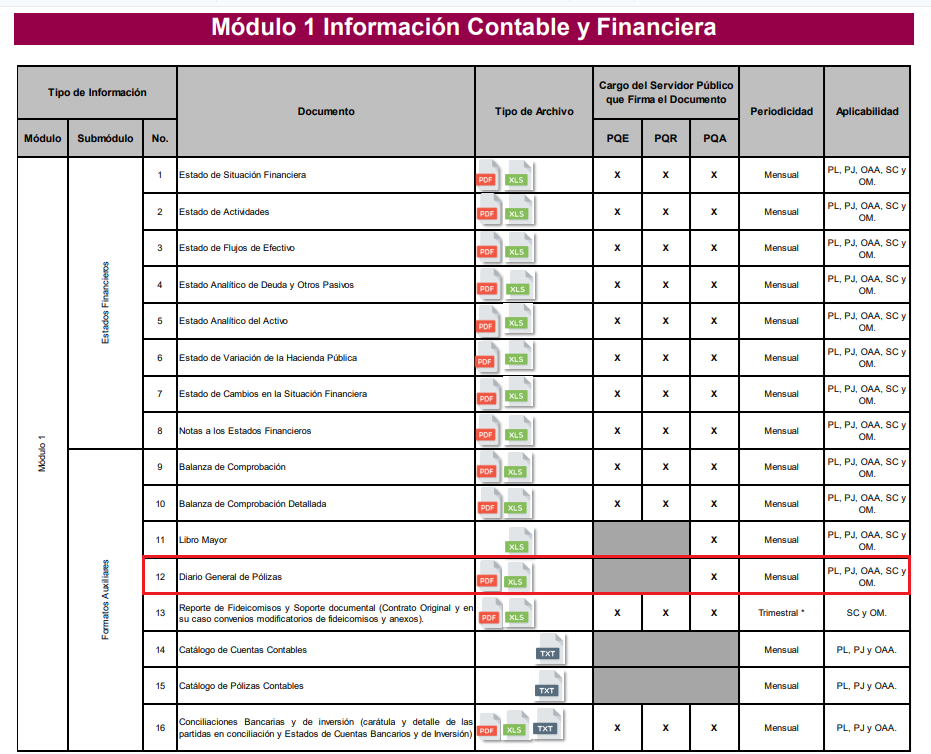 Módulo 1 Información Contable y Financiera
Tipo de Información
Documento
Tipo de Archivo
Cargo del Servidor Público
que Firma el Documento
Periodicidad
Aplicabilidad
Módulo
Submódulo
No.
PQE
PQR
PQA
Módulo 1
Estados Financieros
1 Estado de Situación Financiera PDF XLS X X X Mensual PL, PJ, OAA, SC y
OM.
2 Estado de Actividades PDF XLS X X X Mensual PL, PJ, OAA, SC y
OM.
3 Estado de Flujos de Efectivo PDF XLS X X X Mensual PL, PJ, OAA, SC y
OM.
4 Estado Analítico de Deuda y Otros Pasivos PDF XLS X X X Mensual PL, PJ, OAA, SC y
OM.
5 Estado Analítico del Activo PDF XLS X X X Mensual PL, PJ, OAA, SC y
OM.
6 Estado de Variación de la Hacienda Pública PDF XLS X X X Mensual PL, PJ, OAA, SC y
OM.
7 Estado de Cambios en la Situación Financiera PDF XLS X X X Mensual PL, PJ, OAA, SC y
OM.
8 Notas a los Estados Financieros PDF XLS X X X Mensual PL, PJ, OAA, SC y
OM.
Formatos Auxiliares
9 Balanza de Comprobación PDF XLS X X X Mensual PL, PJ, OAA, SC y
OM.
10 Balanza de Comprobación Detallada PDF XLS X X X Mensual PL, PJ, OAA, SC y
OM.
11 Libro Mayor XLS X Mensual PL, PJ, OAA, SC y
OM.
12 Diario General de Pólizas PDF XLS X Mensual PL, PJ, OAA, SC y
OM.
13 Reporte de Fideicomisos y Soporte documental (Contrato Original y en
su caso convenios modificatorios de fideicomisos y anexos). PDF XLS X X X Trimestral * SC y OM.
14 Catálogo de Cuentas Contables TXT Mensual PL, PJ y OAA.
15 Catálogo de Pólizas Contables TXT Mensual PL, PJ y OAA.
16 Conciliaciones Bancarias y de inversión (carátula y detalle de las
partidas en conciliación y Estados de Cuentas Bancarios y de Inversión) PDF XLS TXT X X X Mensual PL, PJ y OAA.